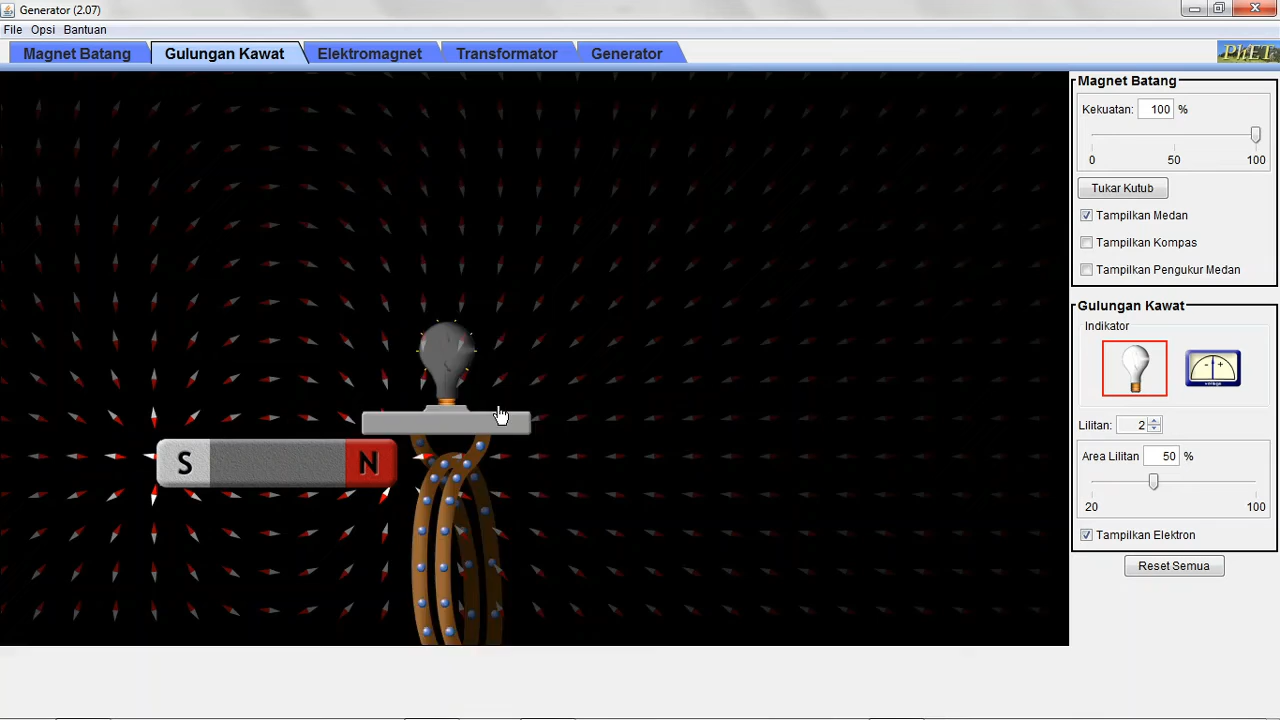 Generator (2.07)
File Opsi Bantuan
Magnet Batang Gulungan Kawat Elektromagnet Transformator Generator
PhET
Magnet Batang
Kekuatan: 100 %
0 50 100
Tukar Kutub
Tampilkan Medan
Tampilkan Kompas
Tampilkan Pengukur Medan
Gulungan Kawat
Indikator
- +
voltage
Lilitan: 2
Area Lilitan 50 %
20 100
Tampilkan Elektron
Reset Semua
S N